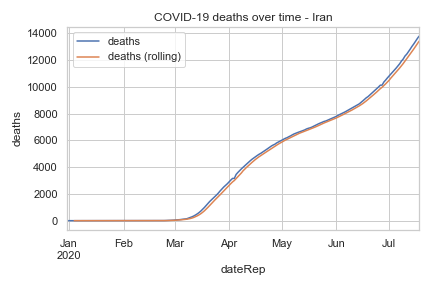 COVID-19 deaths over time - Iran
deaths
deaths (rolling)
14000
12000
10000
8000
6000
4000
2000
0
deaths
Jan
2020
Feb
Mar
Apr
May
Jun
Jul
dateRep